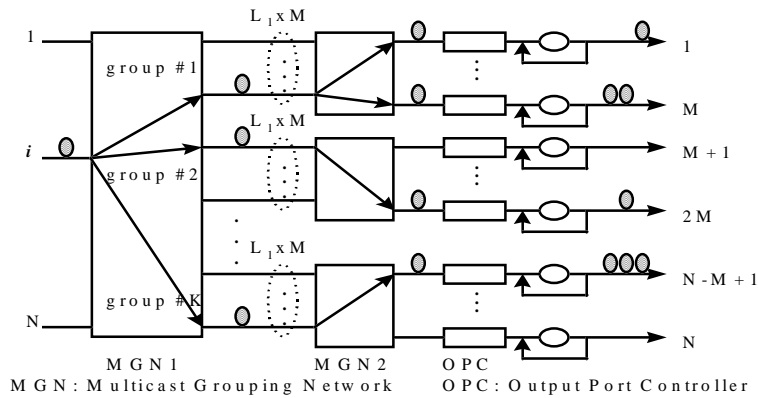 L1xM
1
group #1
1
M
L1xM
i
M+1
group #2
2M
L1xM
N-M+1
group #K
N
N
MGN1 MGN2 OPC
MGN: Multicast Grouping Network OPC: Output Port Controller